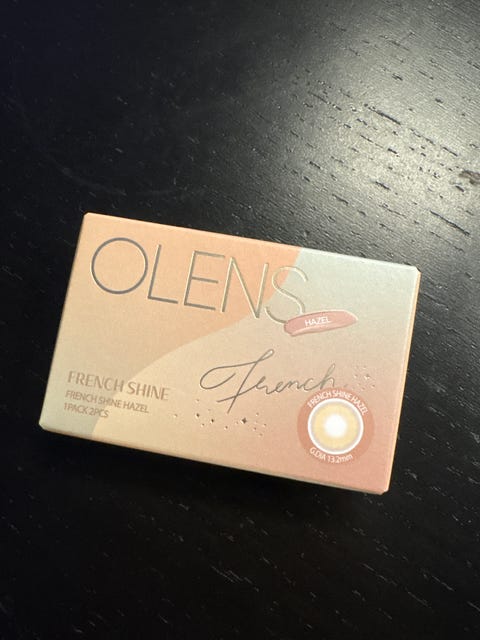 OLENS
HAZEL
French
FRENCH SHINE
FRENCH SHINE HAZEL
1PACK 2PCS
FRENCH SHINE HAZEL
G.DIA 13.2mm